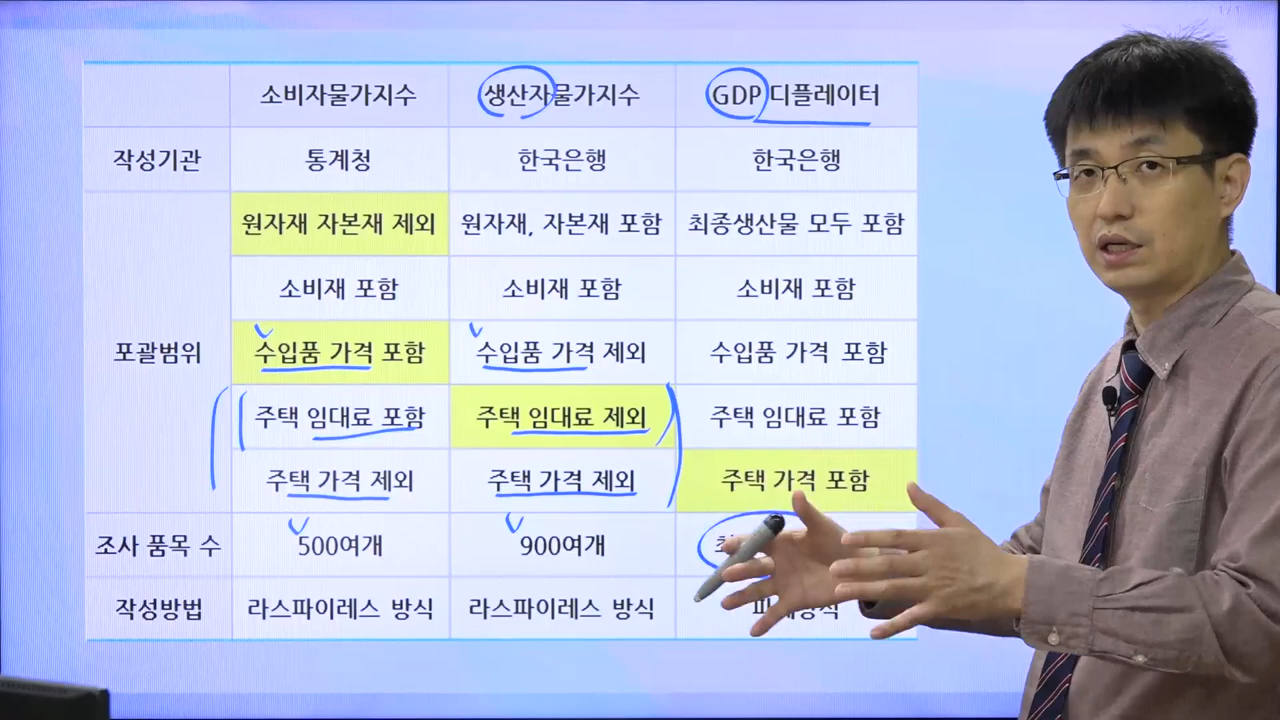 1 / 1
소비자물가지수 생산자물가지수 GDP 디플레이터
작성기관 통계청 한국은행 한국은행
원자재 자본재 제외 원자재, 자본재 포함 최종생산물 모두 포함
소비재 포함 소비재 포함 소비재 포함
포괄범위 수입품 가격 포함 수입품 가격 제외 수입품 가격 포함
주택 임대료 포함 주택 임대료 제외 주택 임대료 포함
주택 가격 제외 주택 가격 제외 주택 가격 포함
조사 품목 수 500여개 900여개
작성방법 라스파이레스 방식 라스파이레스 방식